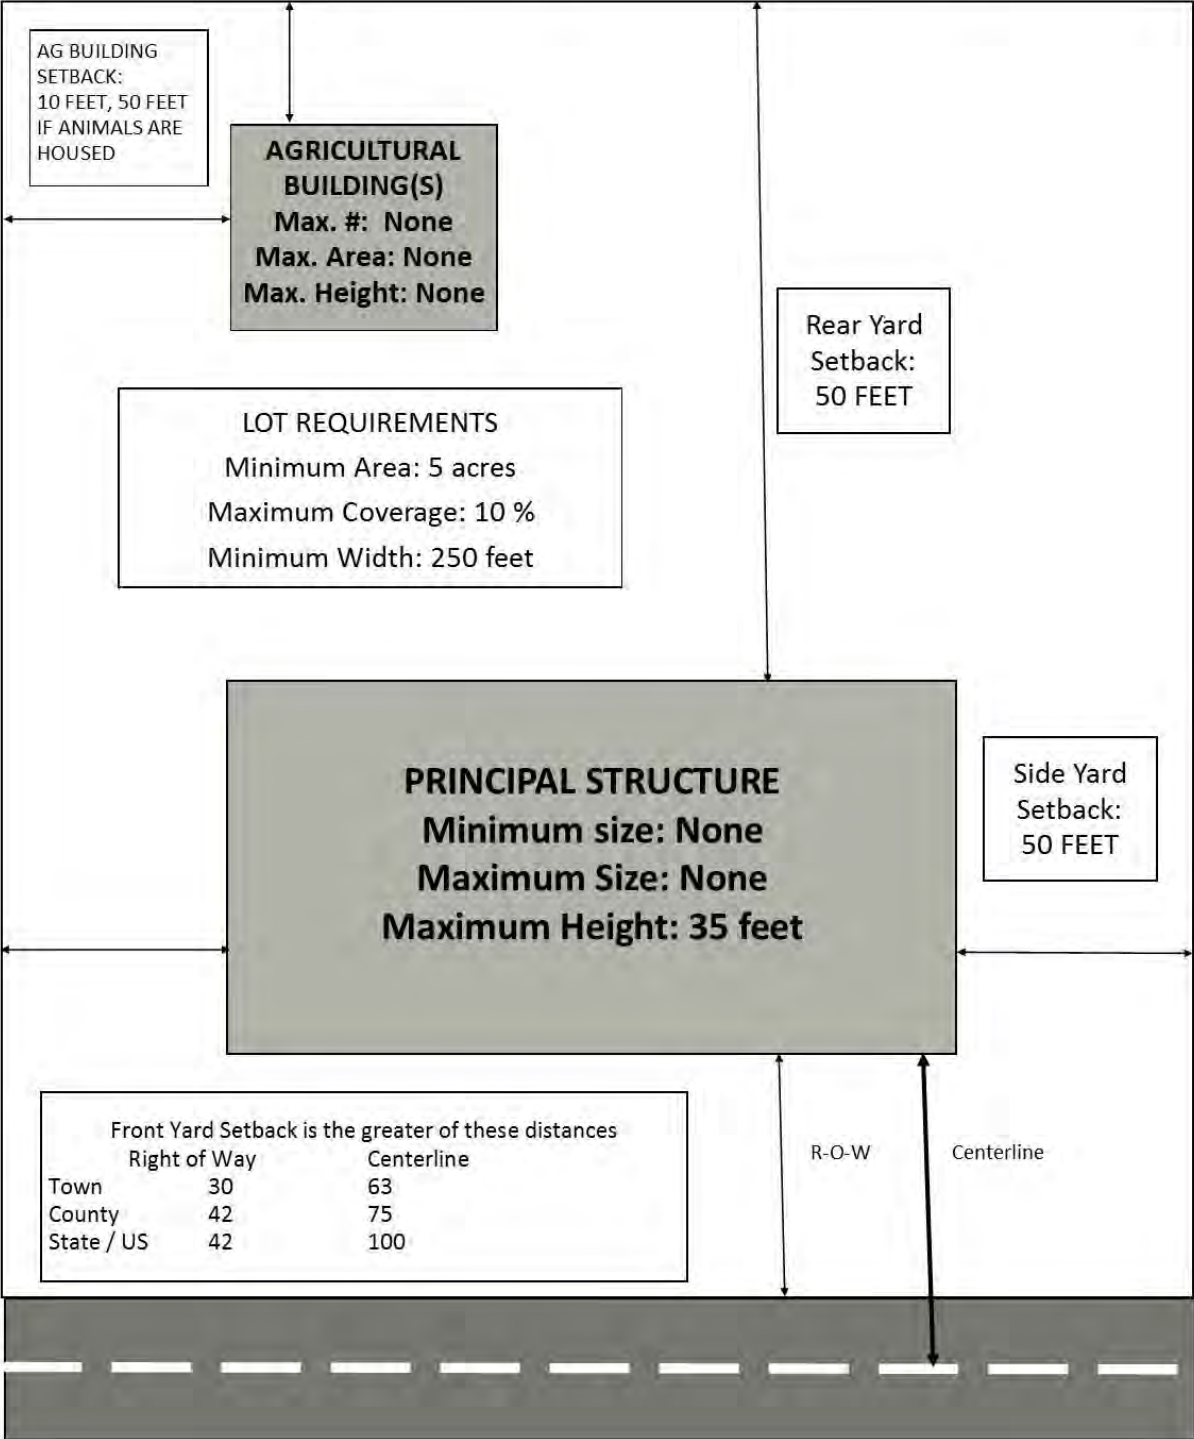 AG BUILDING
SETBACK:
10 FEET, 50 FEET
IF ANIMALS ARE
HOUSED
AGRICULTURAL
BUILDING(S)
Max. #: None
Max. Area: None
Max. Height: None
Rear Yard
Setback:
50 FEET
LOT REQUIREMENTS
Minimum Area: 5 acres
Maximum Coverage: 10 %
Minimum Width: 250 feet
PRINCIPAL STRUCTURE
Minimum size: None
Maximum Size: None
Maximum Height: 35 feet
Side Yard
Setback:
50 FEET
Front Yard Setback is the greater of these distances
Right of Way Centerline
Town 30 63
County 42 75
State / US 42 100
R-O-W
Centerline